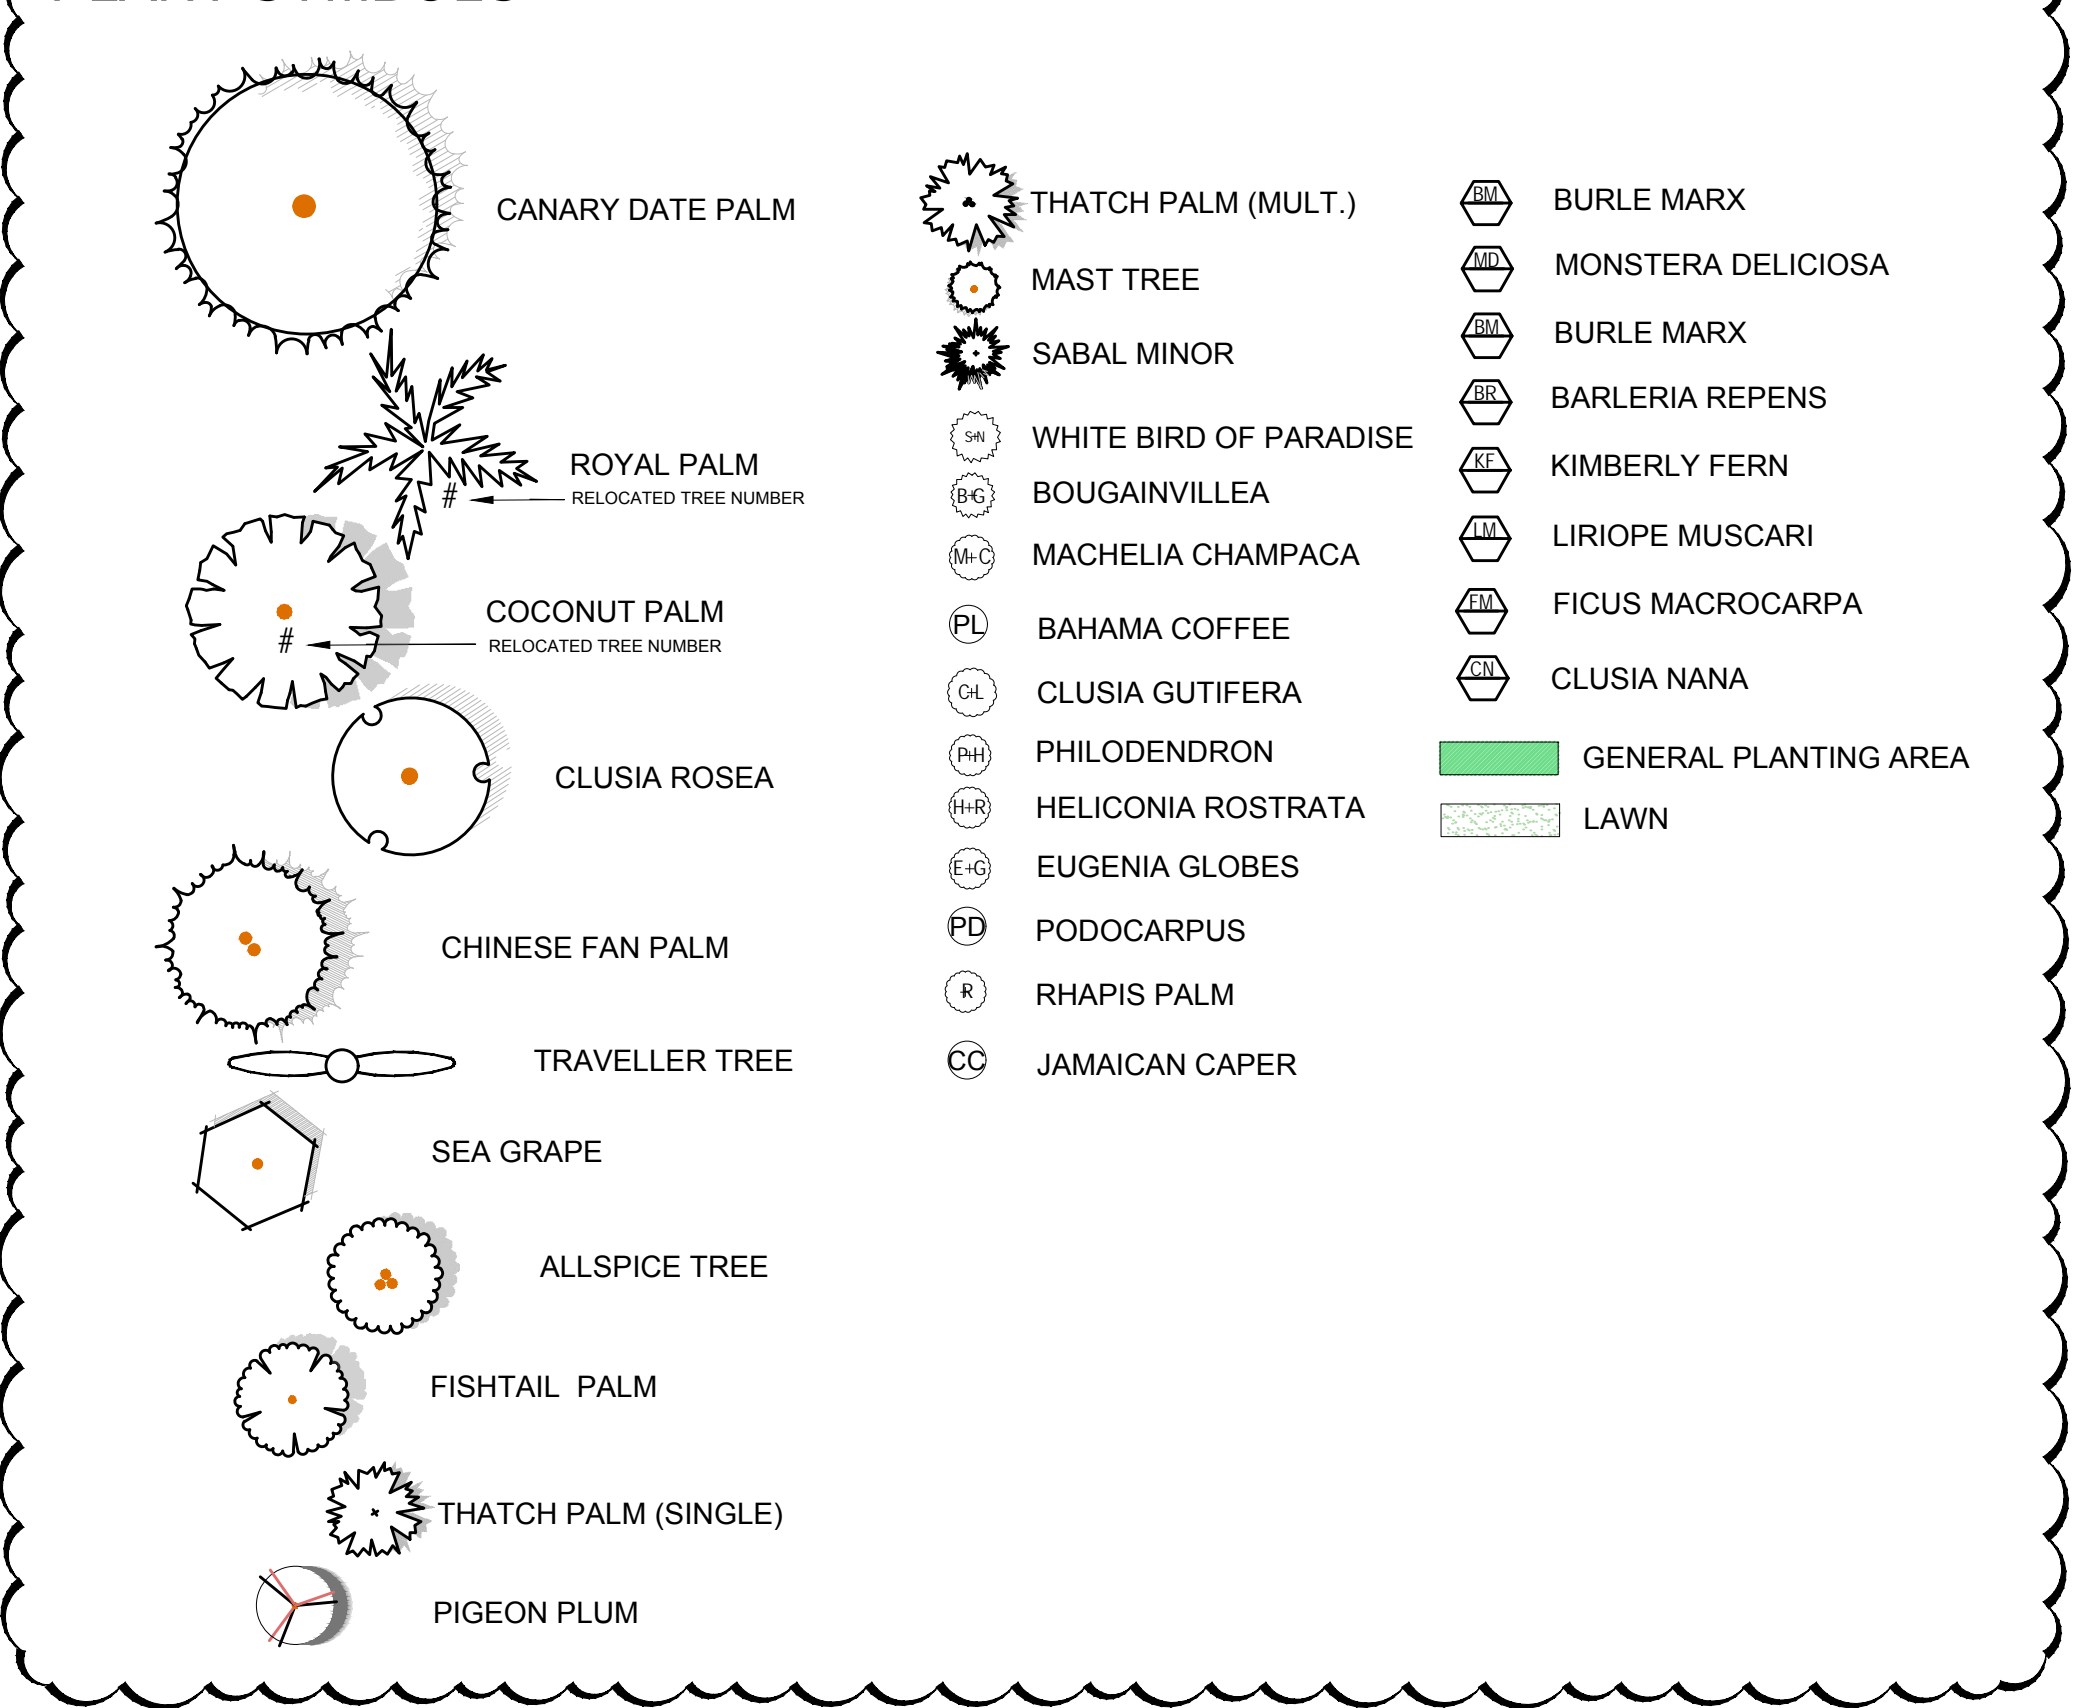 CANARY DATE PALM
ROYAL PALM
# RELOCATED TREE NUMBER
COCONUT PALM
# RELOCATED TREE NUMBER
CLUSIA ROSEA
CHINESE FAN PALM
TRAVELLER TREE
SEA GRAPE
ALLSPICE TREE
FISHTAIL PALM
THATCH PALM (SINGLE)
PIGEON PLUM
THATCH PALM (MULT.)
MAST TREE
SABAL MINOR
S+N WHITE BIRD OF PARADISE
B+G BOUGAINVILLEA
M+C MACHELIA CHAMPACA
PL BAHAMA COFFEE
C+L CLUSIA GUTIFERA
P+H PHILODENDRON
H+R HELICONIA ROSTRATA
E+G EUGENIA GLOBES
PD PODOCARPUS
+R RHAPIS PALM
CC JAMAICAN CAPER
BM BURLE MARX
MD MONSTERA DELICIOSA
BM BURLE MARX
BR BARLERIA REPENS
KF KIMBERLY FERN
LM LIRIOPE MUSCARI
FM FICUS MACROCARPA
CN CLUSIA NANA
GENERAL PLANTING AREA
LAWN